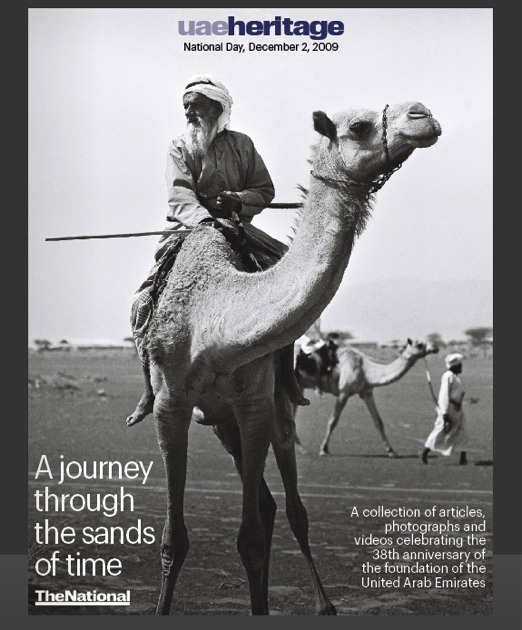 uaeheritage
National Day, December 2, 2009
A journey
through
the sands
of time
TheNational
A collection of articles,
photographs and
videos celebrating the
38th anniversary of
the foundation of the
United Arab Emirates